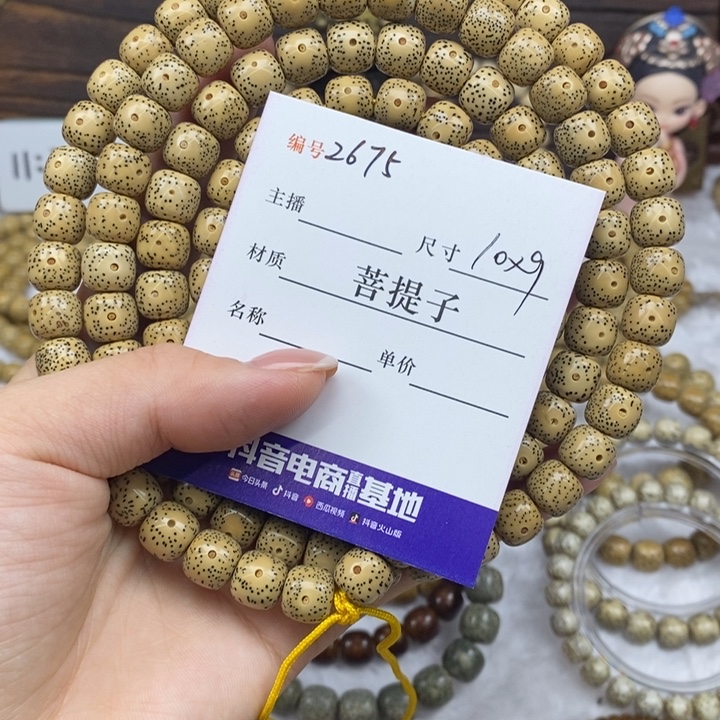 编号2675
主播
尺寸 10x9
材质 菩提子
名称
单价
抖音电商直播基地
今日头条 抖音 西瓜视频 抖音火山版